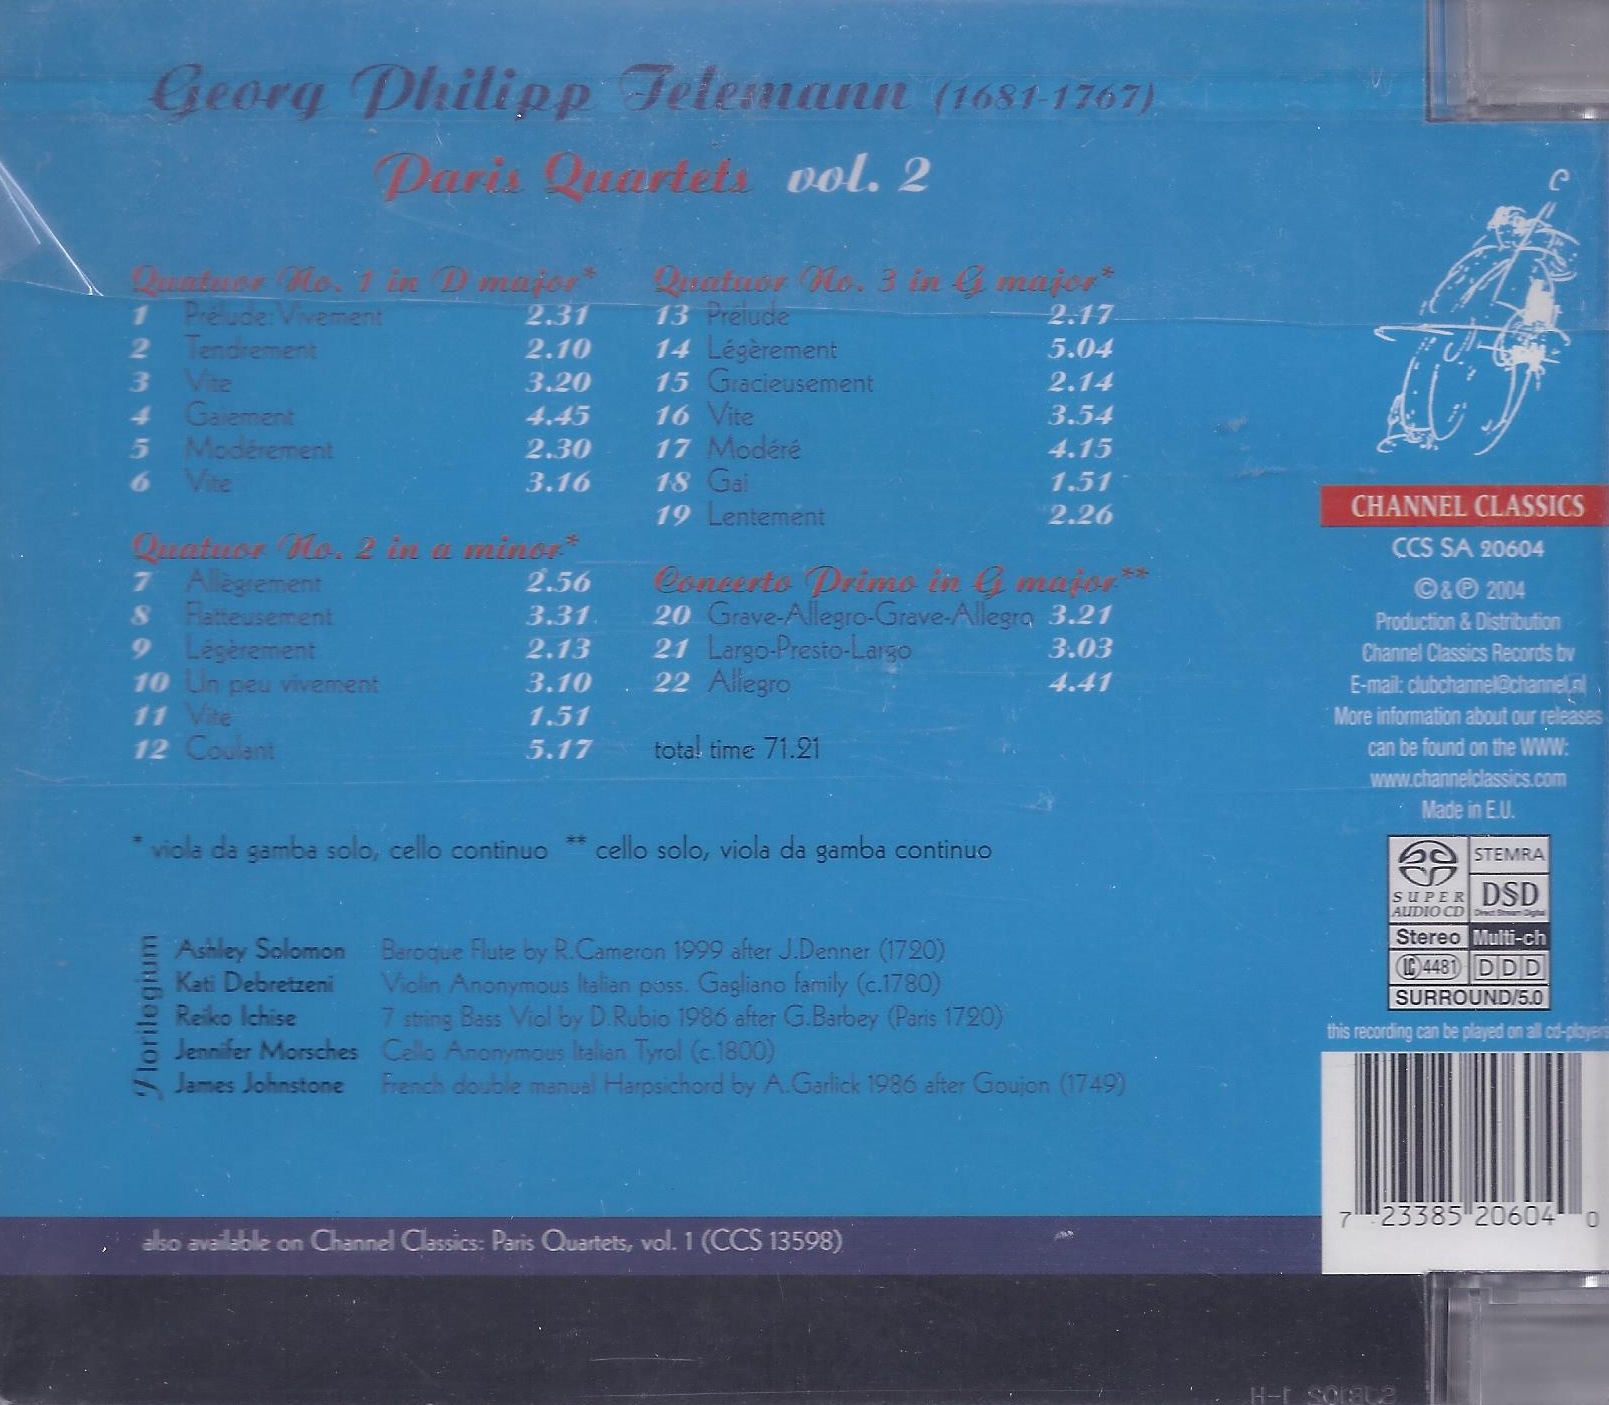 Georg Philipp Telemann (1681-1767)
Paris Quartets vol. 2
Quatuor No. 1 in D major*
1 Prélude: Vivement 2.31
2 Tendrement 2.10
3 Vite 3.20
4 Gaiement 4.45
5 Modérement 2.30
6 Vite 3.16
Quatuor No. 2 in a minor*
7 Allègrement 2.56
8 Flatteusement 3.31
9 Légèrement 2.13
10 Un peu vivement 3.10
11 Vite 1.51
12 Coulant 5.17
Quatuor No. 3 in G major*
13 Prélude 2.17
14 Légèrement 5.04
15 Gracieusement 2.14
16 Vite 3.54
17 Modéré 4.15
18 Gai 1.51
19 Lentement 2.26
Concerto Primo in G major**
20 Grave-Allegro-Grave-Allegro 3.21
21 Largo-Presto-Largo 3.03
22 Allegro 4.41
total time 71.21
* viola da gamba solo, cello continuo ** cello solo, viola da gamba continuo
Florilegium
Ashley Solomon Baroque Flute by R.Cameron 1999 after J.Denner (1720)
Kati Debretzeni Violin Anonymous Italian poss. Gagliano family (c.1780)
Reiko Ichise 7 string Bass Viol by D.Rubio 1986 after G.Barbey (Paris 1720)
Jennifer Morsches Cello Anonymous Italian Tyrol (c.1800)
James Johnstone French double manual Harpsichord by A.Garlick 1986 after Goujon (1749)
also available on Channel Classics: Paris Quartets, vol. 1 (CCS 13598)
CHANNEL CLASSICS
CCS SA 20604
©&℗ 2004
Production & Distribution
Channel Classics Records bv
E-mail: clubchannel@channel.nl
More information about our releases
can be found on the WWW:
www.channelclassics.com
Made in E.U.
SUPER AUDIO CD
STEMRA
DSD
Direct Stream Digital
Stereo Multi-ch
LC 4481 DDD
SURROUND/5.0
this recording can be played on all cd-players
7 23385 20604 0